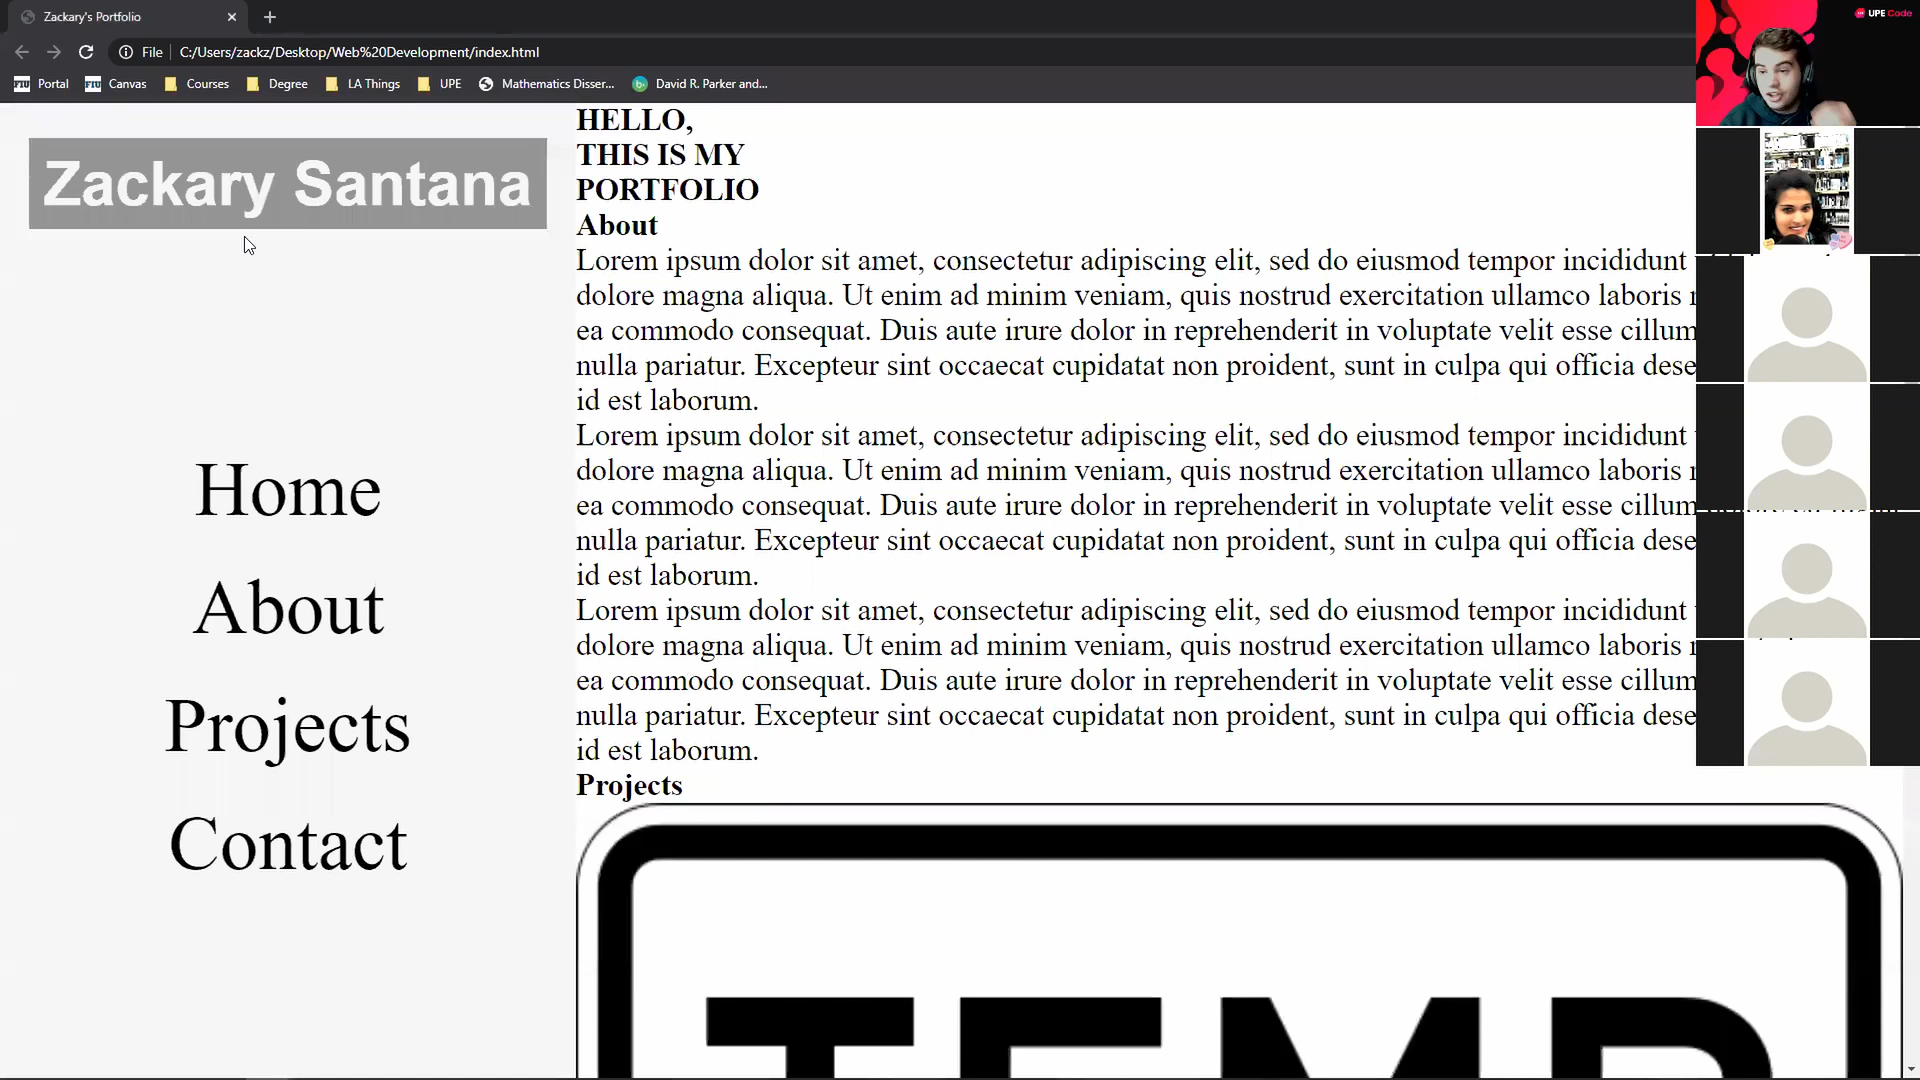 Zackary's Portfolio
File C:/Users/zackz/Desktop/Web%20Development/index.html
UPE Code
FIU Portal FIU Canvas Courses Degree LA Things UPE Mathematics Disser... b David R. Parker and...
Zackary Santana
Home
About
Projects
Contact
HELLO,
THIS IS MY
PORTFOLIO
About
Lorem ipsum dolor sit amet, consectetur adipiscing elit, sed do eiusmod tempor incididunt
dolore magna aliqua. Ut enim ad minim veniam, quis nostrud exercitation ullamco laboris
ea commodo consequat. Duis aute irure dolor in reprehenderit in voluptate velit esse cillum
nulla pariatur. Excepteur sint occaecat cupidatat non proident, sunt in culpa qui officia dese
id est laborum.
Lorem ipsum dolor sit amet, consectetur adipiscing elit, sed do eiusmod tempor incididunt
dolore magna aliqua. Ut enim ad minim veniam, quis nostrud exercitation ullamco laboris
ea commodo consequat. Duis aute irure dolor in reprehenderit in voluptate velit esse cillum
nulla pariatur. Excepteur sint occaecat cupidatat non proident, sunt in culpa qui officia dese
id est laborum.
Lorem ipsum dolor sit amet, consectetur adipiscing elit, sed do eiusmod tempor incididunt
dolore magna aliqua. Ut enim ad minim veniam, quis nostrud exercitation ullamco laboris
ea commodo consequat. Duis aute irure dolor in reprehenderit in voluptate velit esse cillum
nulla pariatur. Excepteur sint occaecat cupidatat non proident, sunt in culpa qui officia dese
id est laborum.
Projects
TEMP